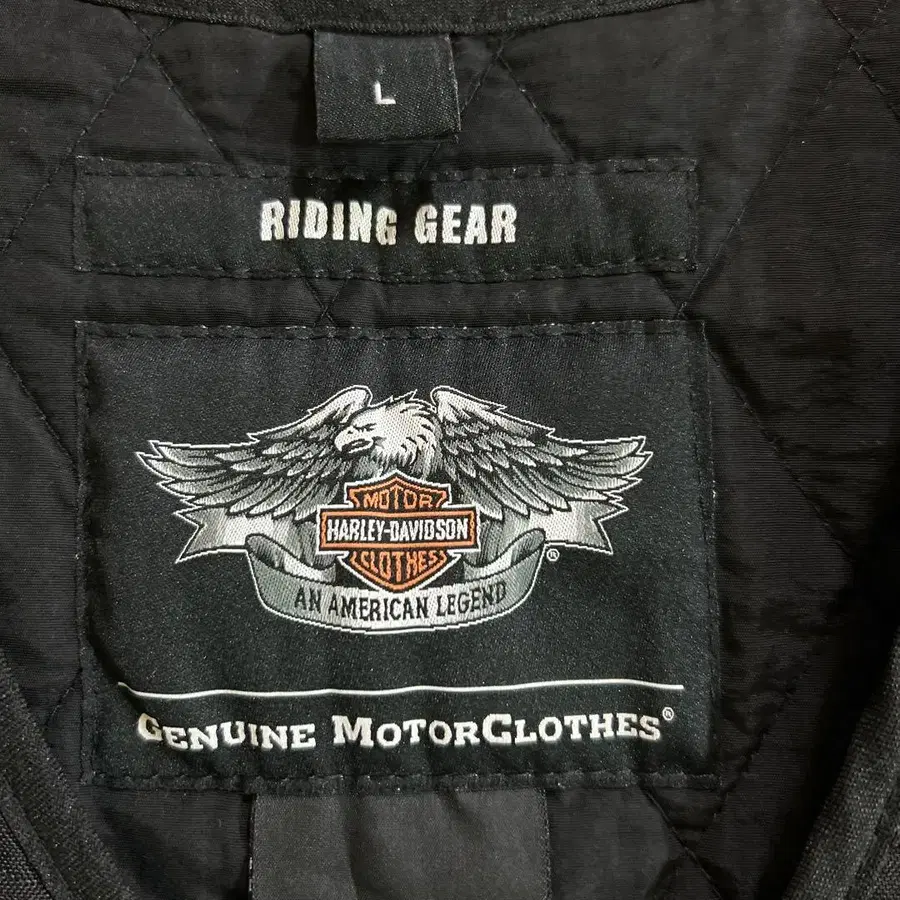 L
RIDING GEAR
MOTOR
HARLEY-DAVIDSON
CLOTHES
®
AN AMERICAN LEGEND
GENUINE MOTORCLOTHES®